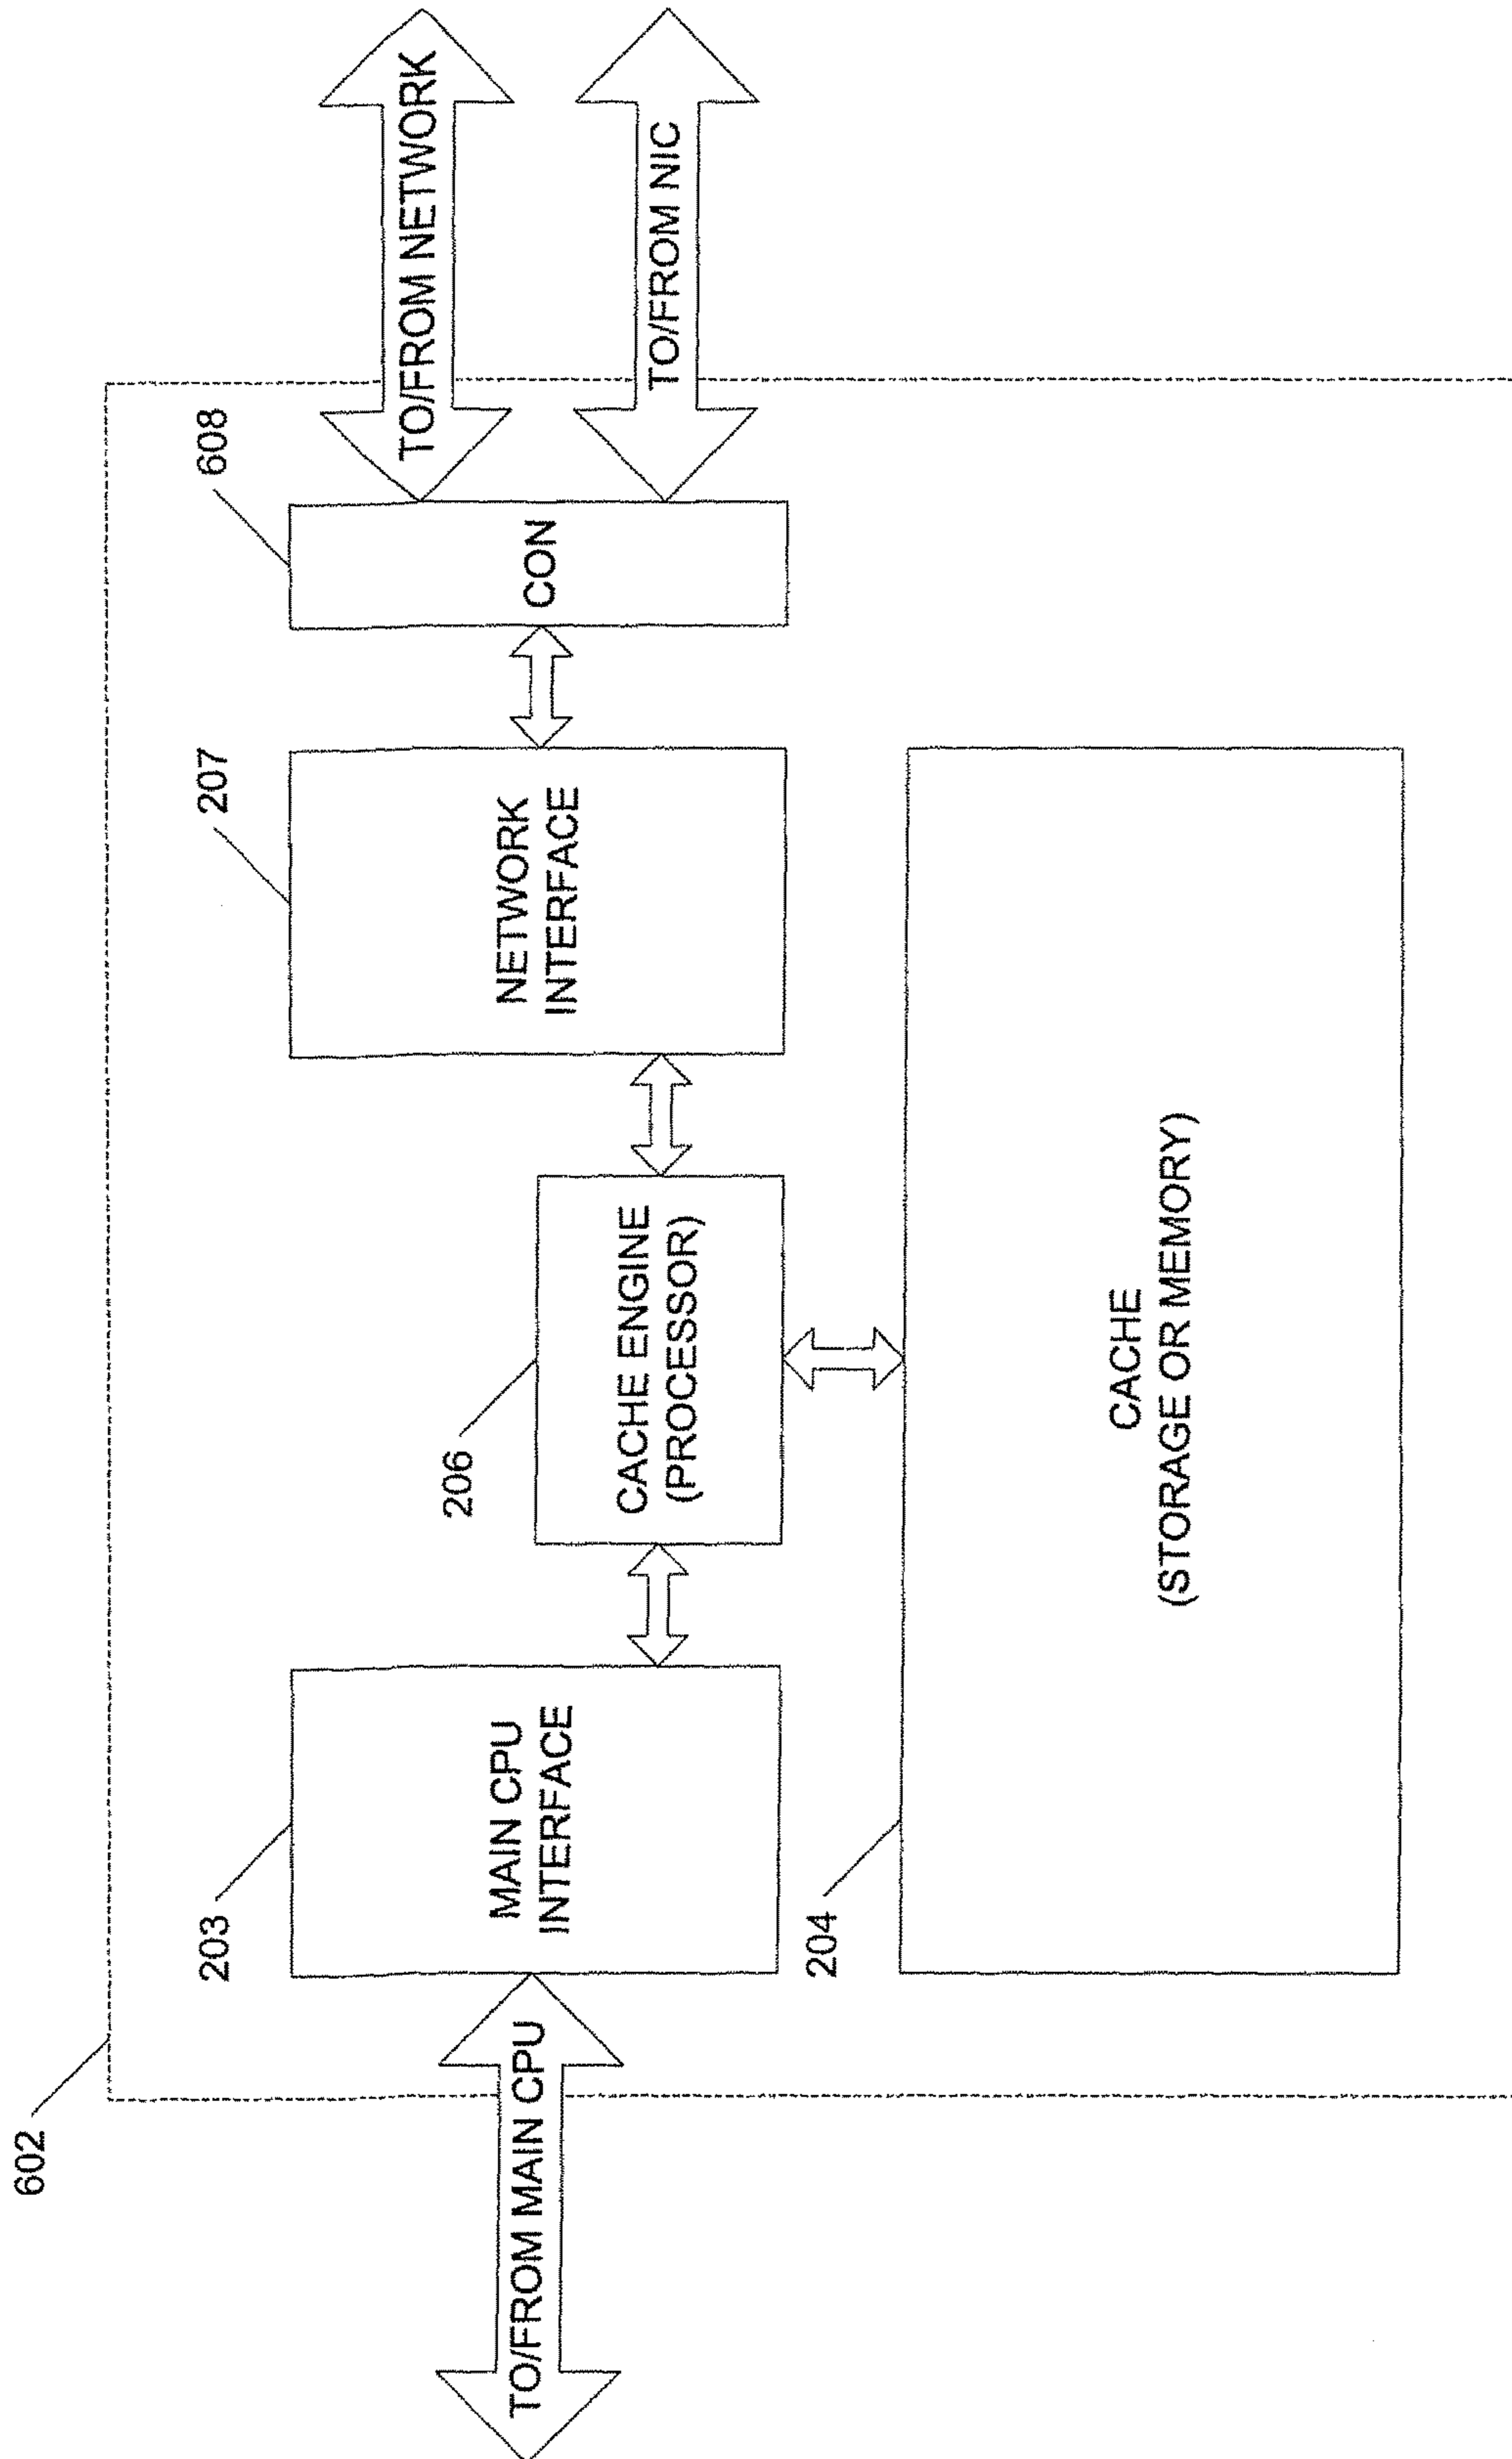 602
TO/FROM MAIN CPU
203
MAIN CPU
INTERFACE
204
CACHE
(STORAGE OR MEMORY)
206
CACHE ENGINE
(PROCESSOR)
207
NETWORK
INTERFACE
608
CON
TO/FROM NETWORK
TO/FROM NIC